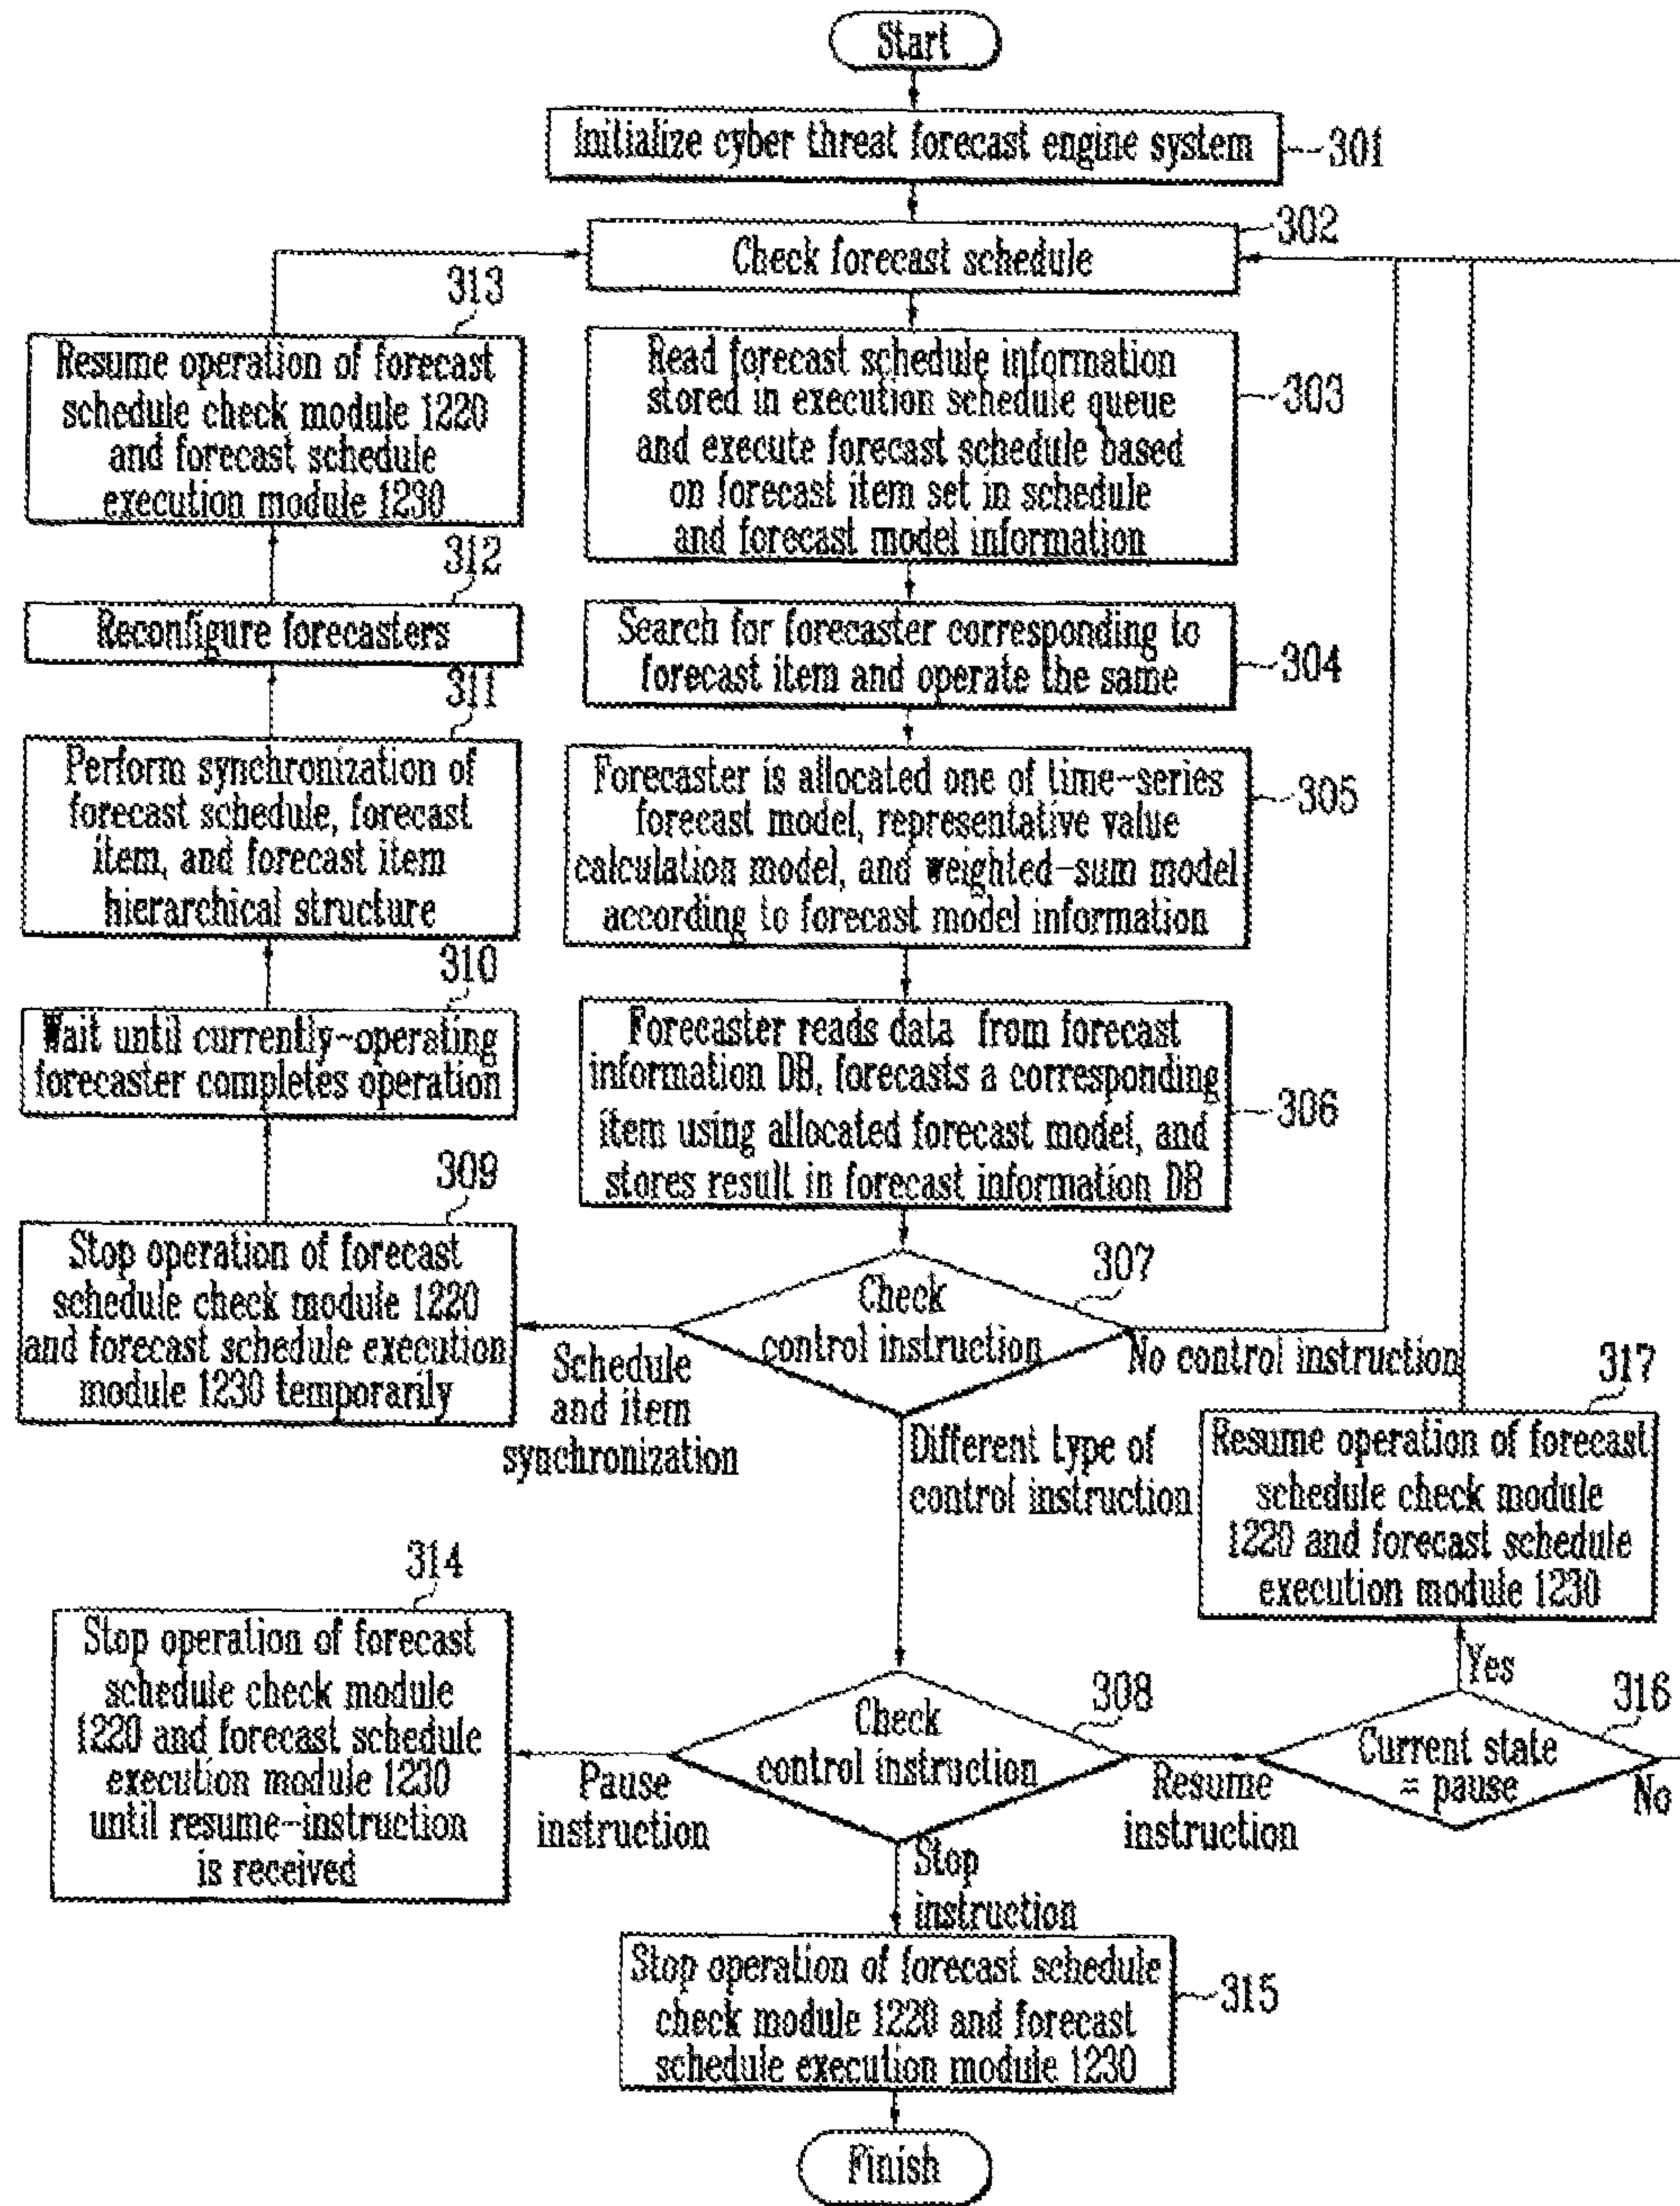 Start
Initialize cyber threat forecast engine system
301
302
Check forecast schedule
313
Resume operation of forecast
schedule check module 1220
and forecast schedule
execution module 1230
Read forecast schedule information
stored in execution schedule queue
and execute forecast schedule based
on forecast item set in schedule
and forecast model information
303
312
Reconfigure forecasters
Search for forecaster corresponding to
forecast item and operate the same
304
311
Perform synchronization of
forecast schedule, forecast
item, and forecast item
hierarchical structure
Forecaster is allocated one of time-series
forecast model, representative value
calculation model, and weighted-sum model
according to forecast model information
305
310
Wait until currently-operating
forecaster completes operation
Forecaster reads data from forecast
information DB, forecasts a corresponding
item using allocated forecast model, and
stores result in forecast information DB
306
309
Stop operation of forecast
schedule check module 1220
and forecast schedule execution
module 1230 temporarily
307
Check
control instruction
Schedule
and item
synchronization
No control instruction
Different type of
control instruction
317
Resume operation of forecast
schedule check module
1220 and forecast schedule
execution module 1230
314
Stop operation of forecast
schedule check module
1220 and forecast schedule
execution module 1230
until resume-instruction
is received
308
Check
control instruction
Pause
instruction
Resume
instruction
Yes
316
Current state
= pause
No
Stop
instruction
Stop operation of forecast schedule
check module 1220 and forecast
schedule execution module 1230
315
Finish